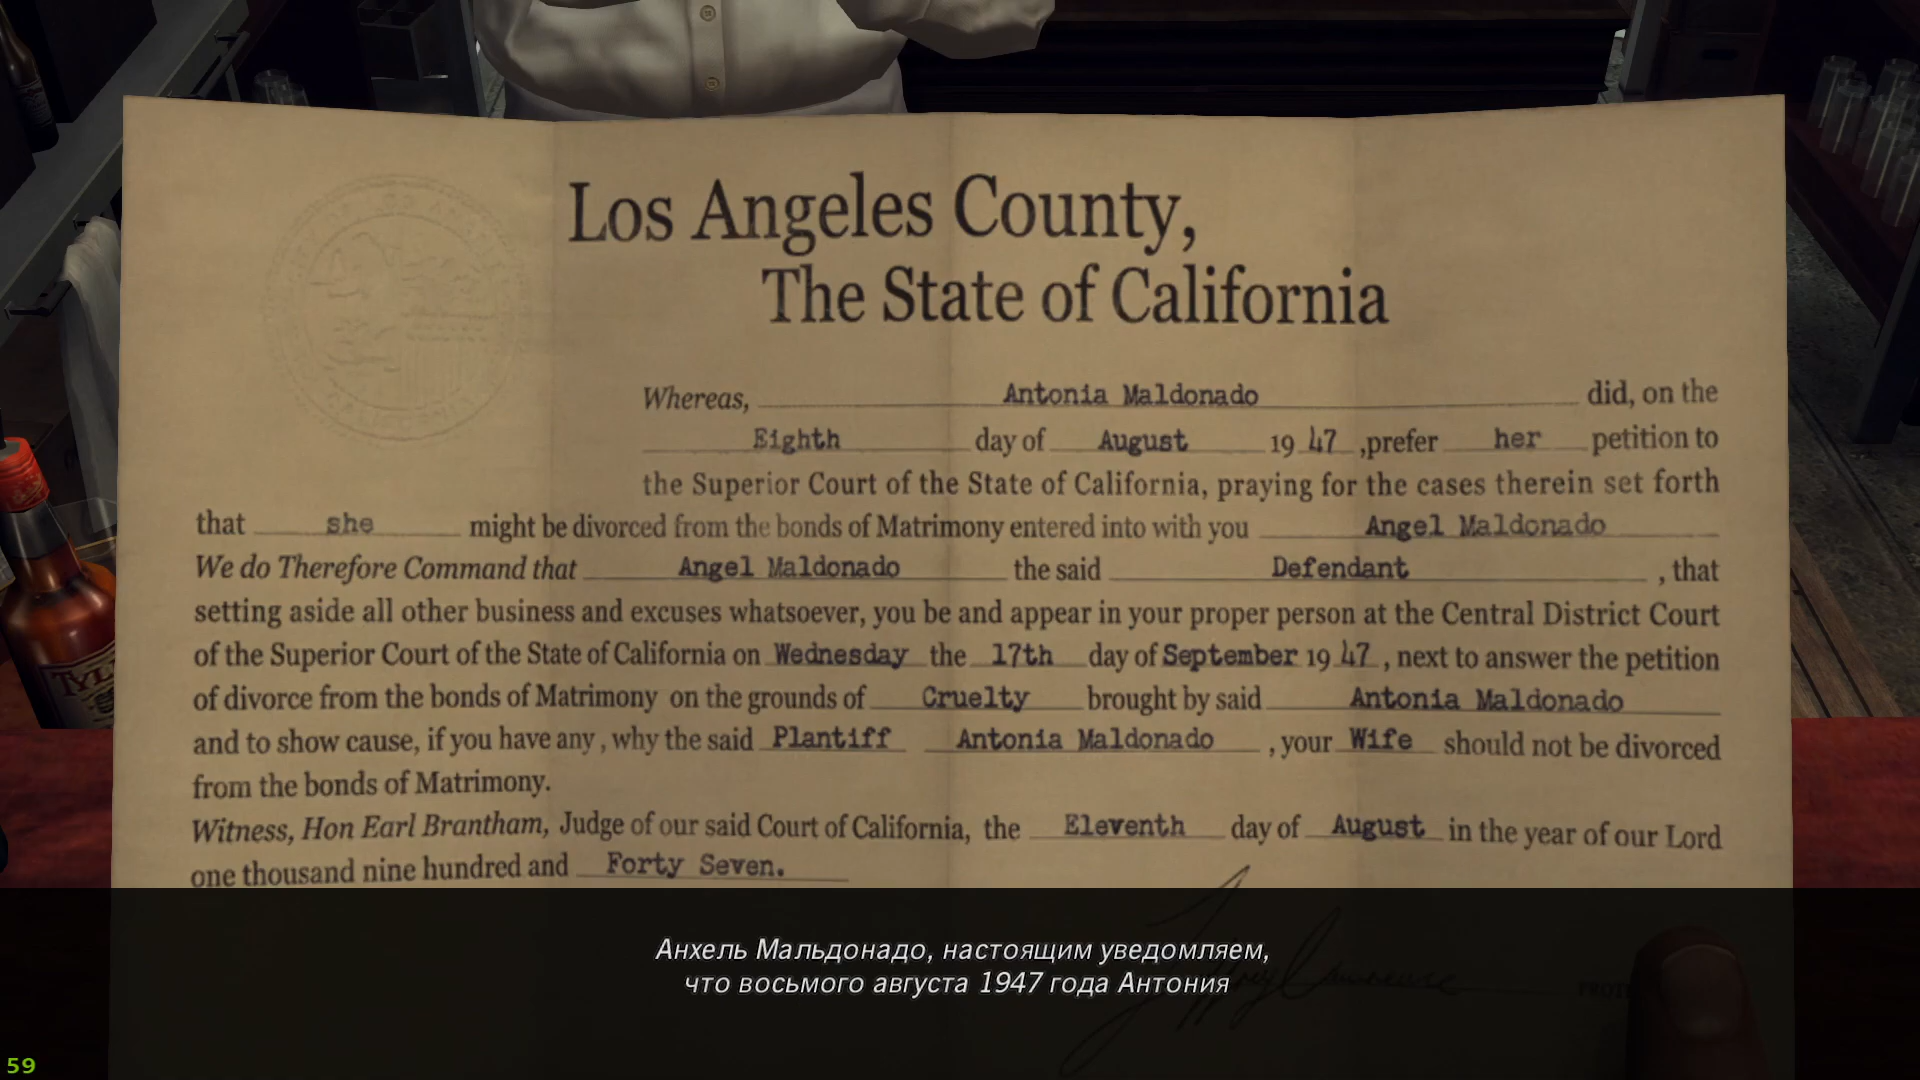 Los Angeles County,
The State of California
Whereas, Antonia Maldonado did, on the
Eighth day of August 19 47 ,prefer her petition to
the Superior Court of the State of California, praying for the cases therein set forth
that she might be divorced from the bonds of Matrimony entered into with you Angel Maldonado
We do Therefore Command that Angel Maldonado the said Defendant , that
setting aside all other business and excuses whatsoever, you be and appear in your proper person at the Central District Court
of the Superior Court of the State of California on Wednesday the 17th day of September 19 47 , next to answer the petition
of divorce from the bonds of Matrimony on the grounds of Cruelty brought by said Antonia Maldonado
and to show cause, if you have any , why the said Plantiff Antonia Maldonado , your Wife should not be divorced
from the bonds of Matrimony.
Witness, Hon Earl Brantham, Judge of our said Court of California, the Eleventh day of August in the year of our Lord
one thousand nine hundred and Forty Seven.
Анхель Мальдонадо, настоящим уведомляем,
что восьмого августа 1947 года Антония
59